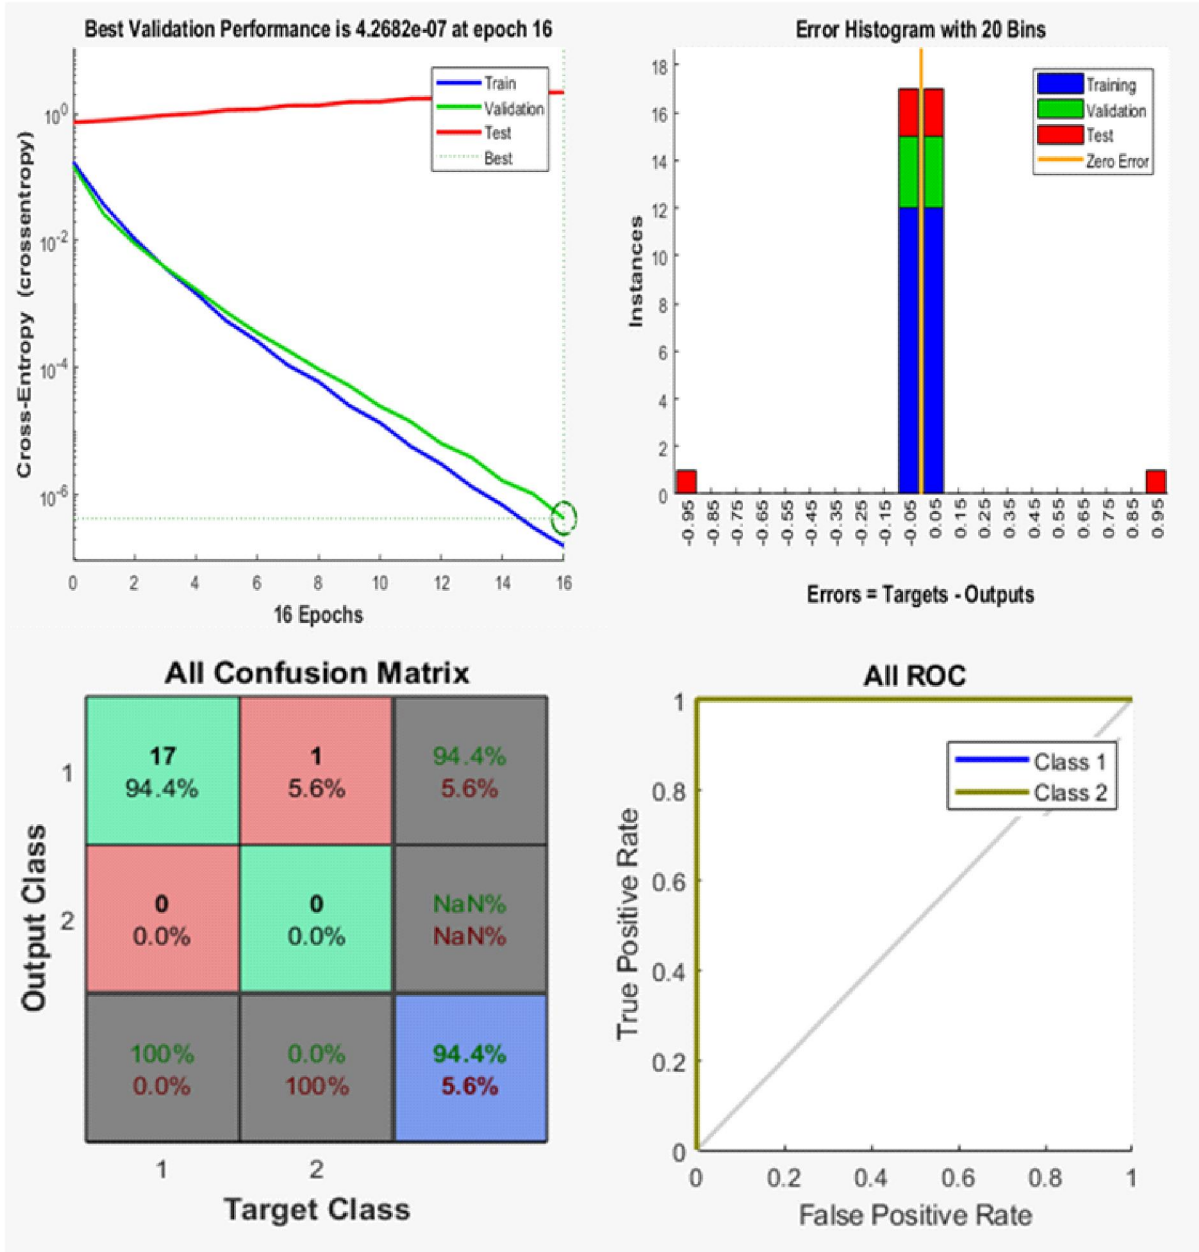 Best Validation Performance is 4.2682e-07 at epoch 16
Cross-Entropy (crossentropy)
10^0
10^-2
10^-4
10^-6
Train
Validation
Test
Best
0 2 4 6 8 10 12 14 16
16 Epochs
Error Histogram with 20 Bins
Instances
18
16
14
12
10
8
6
4
2
0
Training
Validation
Test
Zero Error
-0.95 -0.85 -0.75 -0.65 -0.55 -0.45 -0.35 -0.25 -0.15 -0.05 0.05 0.15 0.25 0.35 0.45 0.55 0.65 0.75 0.85 0.95
Errors = Targets - Outputs
All Confusion Matrix
Output Class
1
17 1 94.4%
94.4% 5.6% 5.6%
2
0 0 NaN%
0.0% 0.0% NaN%
100% 0.0% 94.4%
0.0% 100% 5.6%
1 2
Target Class
All ROC
True Positive Rate
1
0.8
0.6
0.4
0.2
0
Class 1
Class 2
0 0.2 0.4 0.6 0.8 1
False Positive Rate